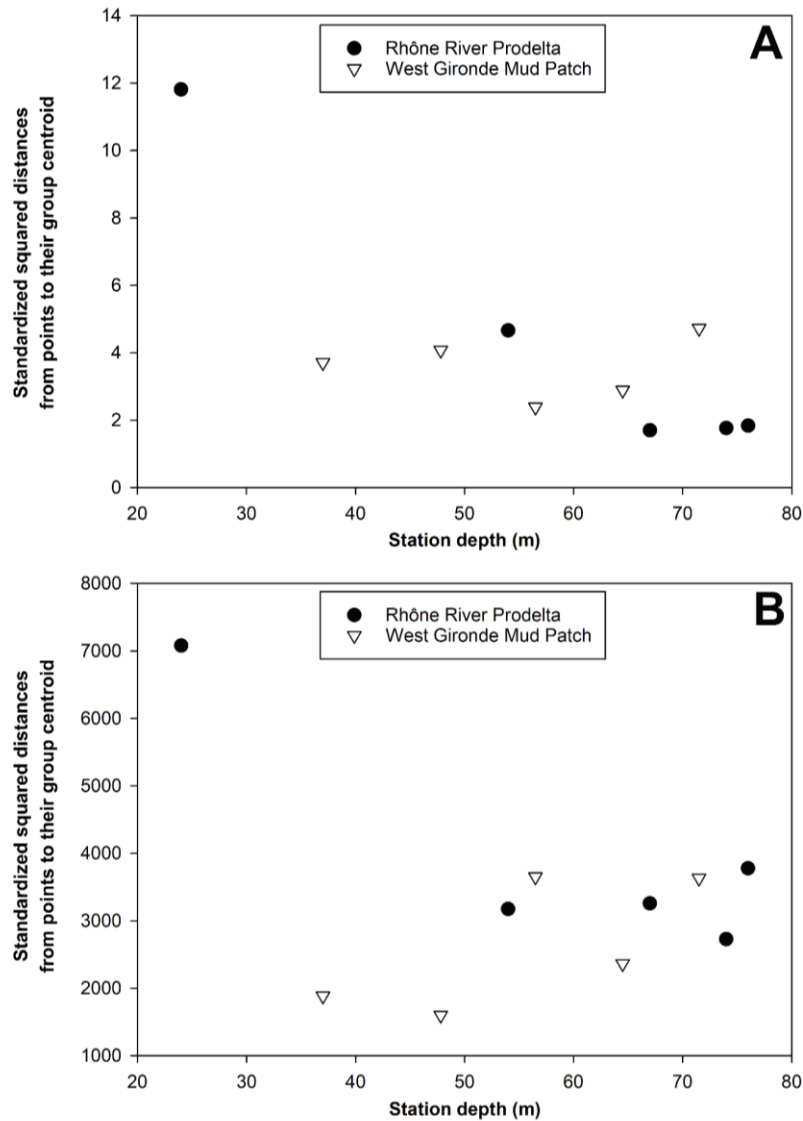 A
Rhône River Prodelta
West Gironde Mud Patch
Standardized squared distances
from points to their group centroid
14
12
10
8
6
4
2
0
20 30 40 50 60 70 80
Station depth (m)
B
Rhône River Prodelta
West Gironde Mud Patch
Standardized squared distances
from points to their group centroid
8000
7000
6000
5000
4000
3000
2000
1000
20 30 40 50 60 70 80
Station depth (m)